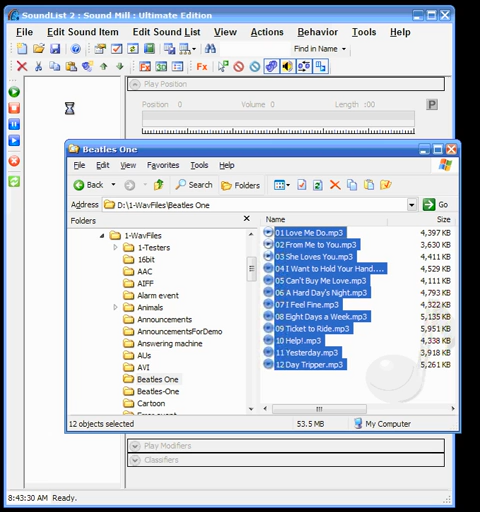 SoundList 2 : Sound Mill : Ultimate Edition
File Edit Sound Item Edit Sound List View Actions Behavior Tools Help
Find in Name
Fx 31 Fx
Play Position
Position 0 Volume 0 Length :00 P
Beatles One
File Edit View Favorites Tools Help
Back Search Folders
Address D:\1-WavFiles\Beatles One Go
Folders Name Size
1-WavFiles 01 Love Me Do.mp3 4,397 KB
1-Testers 02 From Me to You.mp3 3,630 KB
16bit 03 She Loves You.mp3 4,411 KB
AAC 04 I Want to Hold Your Hand.... 4,529 KB
AIFF 05 Can't Buy Me Love.mp3 4,111 KB
Alarm event 06 A Hard Day's Night.mp3 4,793 KB
Animals 07 I Feel Fine.mp3 4,322 KB
Announcements 08 Eight Days a Week.mp3 5,135 KB
AnnouncementsForDemo 09 Ticket to Ride.mp3 5,951 KB
Answering machine 10 Help!.mp3 4,338 KB
AUs 11 Yesterday.mp3 3,918 KB
AVI 12 Day Tripper.mp3 5,261 KB
Beatles One
Beatles-One
Cartoon
12 objects selected 53.5 MB My Computer
Play Modifiers
Classifiers
8:43:30 AM Ready.